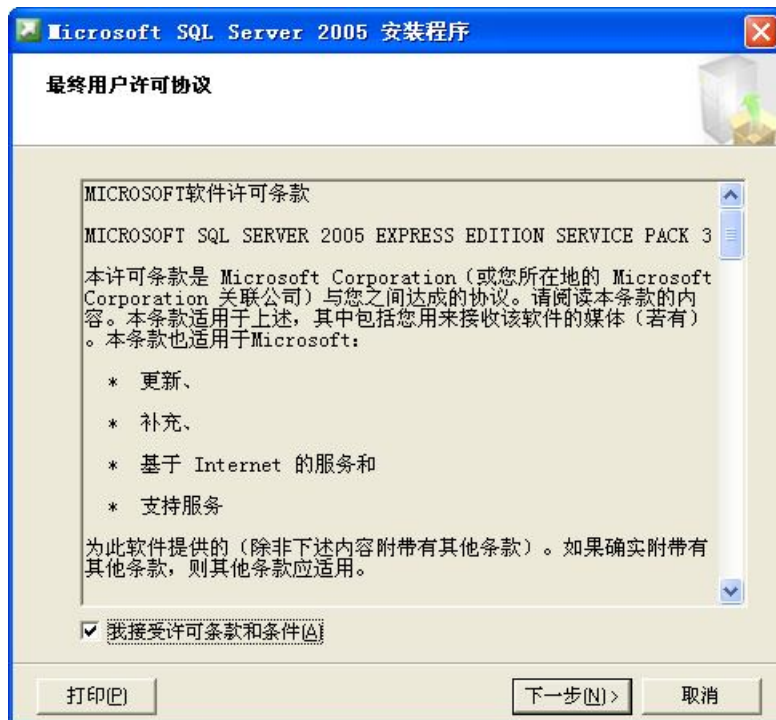 Microsoft SQL Server 2005 安装程序
最终用户许可协议
MICROSOFT软件许可条款
MICROSOFT SQL SERVER 2005 EXPRESS EDITION SERVICE PACK 3
本许可条款是 Microsoft Corporation（或您所在地的 Microsoft
Corporation 关联公司）与您之间达成的协议。请阅读本条款的内
容。本条款适用于上述，其中包括您用来接收该软件的媒体（若有）
。本条款也适用于Microsoft：
* 更新、
* 补充、
* 基于 Internet 的服务和
* 支持服务
为此软件提供的（除非下述内容附带有其他条款）。如果确实附带有
其他条款，则其他条款应适用。
我接受许可条款和条件(A)
打印(P)
下一步(N)>
取消